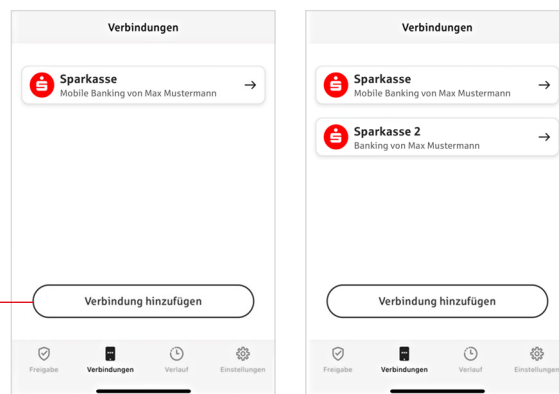 Verbindungen
Sparkasse
Mobile Banking von Max Mustermann
Verbindung hinzufügen
Freigabe Verbindungen Verlauf Einstellungen
Verbindungen
Sparkasse
Mobile Banking von Max Mustermann
Sparkasse 2
Banking von Max Mustermann
Verbindung hinzufügen
Freigabe Verbindungen Verlauf Einstellungen